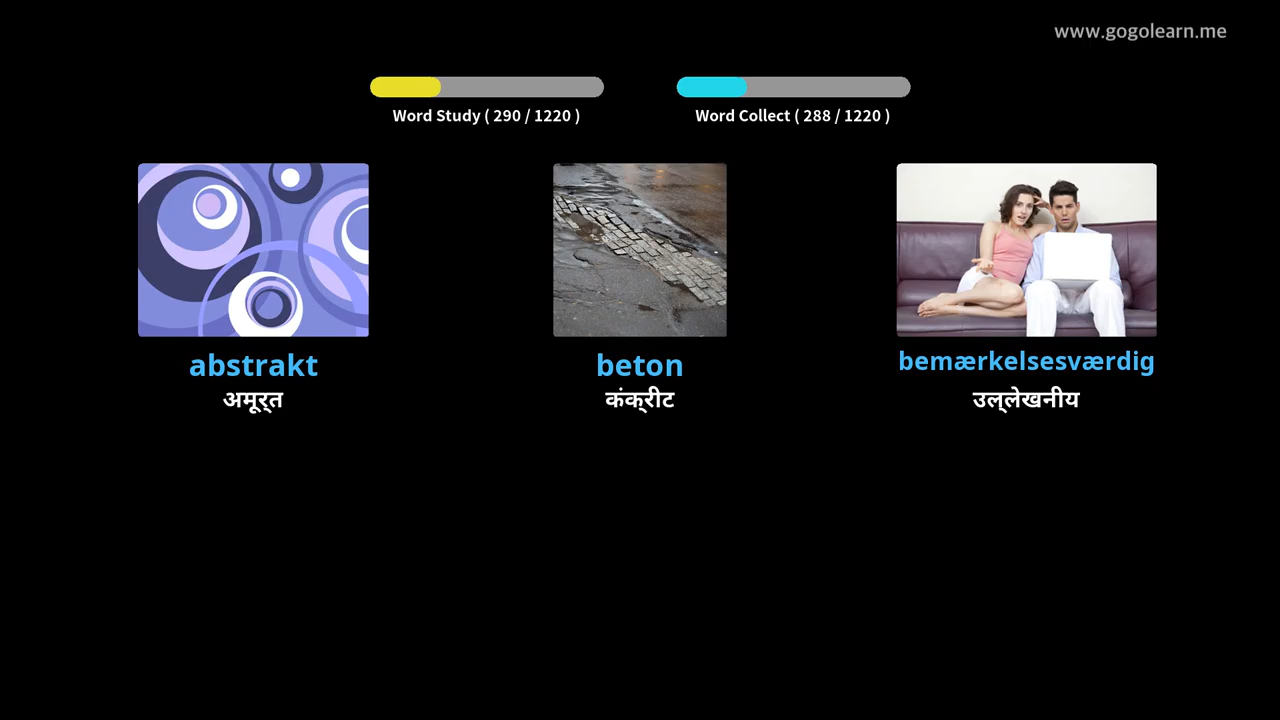 www.gogolearn.me
Word Study ( 290 / 1220 )
Word Collect ( 288 / 1220 )
abstrakt
अमूर्त
beton
कंक्रीट
bemærkelsesværdig
उल्लेखनीय